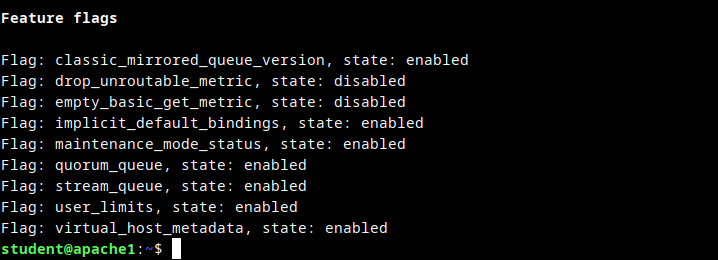 Feature flags
Flag: classic_mirrored_queue_version, state: enabled
Flag: drop_unroutable_metric, state: disabled
Flag: empty_basic_get_metric, state: disabled
Flag: implicit_default_bindings, state: enabled
Flag: maintenance_mode_status, state: enabled
Flag: quorum_queue, state: enabled
Flag: stream_queue, state: enabled
Flag: user_limits, state: enabled
Flag: virtual_host_metadata, state: enabled
student@apache1:~$